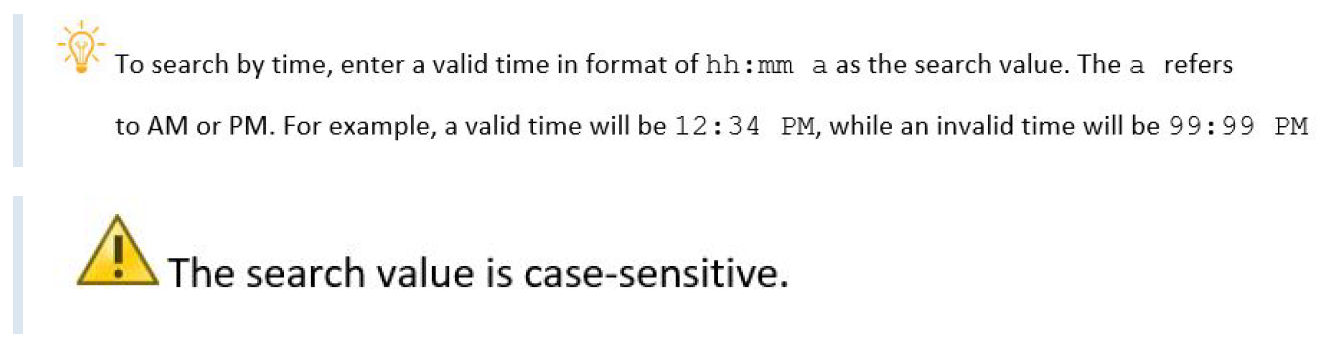 To search by time, enter a valid time in format of hh:mm a as the search value. The a refers
to AM or PM. For example, a valid time will be 12:34 PM, while an invalid time will be 99:99 PM
The search value is case-sensitive.